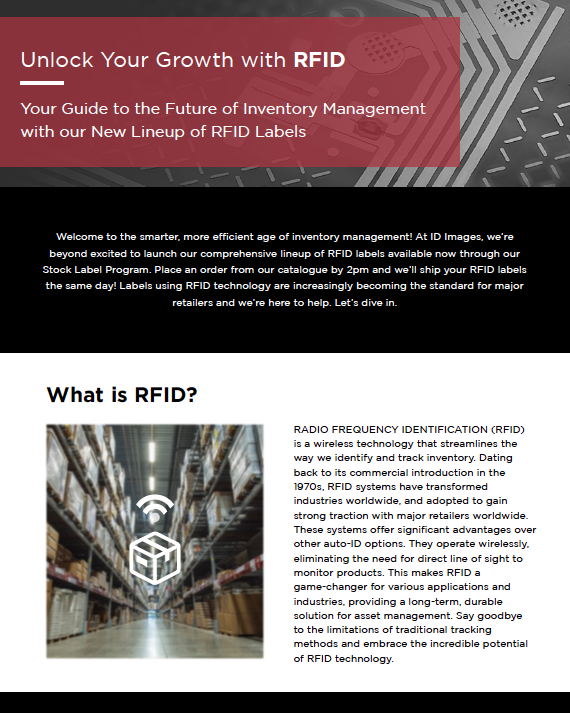 Unlock Your Growth with RFID
Your Guide to the Future of Inventory Management
with our New Lineup of RFID Labels
Welcome to the smarter, more efficient age of inventory management! At ID Images, we're
beyond excited to launch our comprehensive lineup of RFID labels available now through our
Stock Label Program. Place an order from our catalogue by 2pm and we'll ship your RFID labels
the same day! Labels using RFID technology are increasingly becoming the standard for major
retailers and we're here to help. Let's dive in.
What is RFID?
RADIO FREQUENCY IDENTIFICATION (RFID)
is a wireless technology that streamlines the
way we identify and track inventory. Dating
back to its commercial introduction in the
1970s, RFID systems have transformed
industries worldwide, and adopted to gain
strong traction with major retailers worldwide.
These systems offer significant advantages over
other auto-ID options. They operate wirelessly,
eliminating the need for direct line of sight to
monitor products. This makes RFID a
game-changer for various applications and
industries, providing a long-term, durable
solution for asset management. Say goodbye
to the limitations of traditional tracking
methods and embrace the incredible potential
of RFID technology.